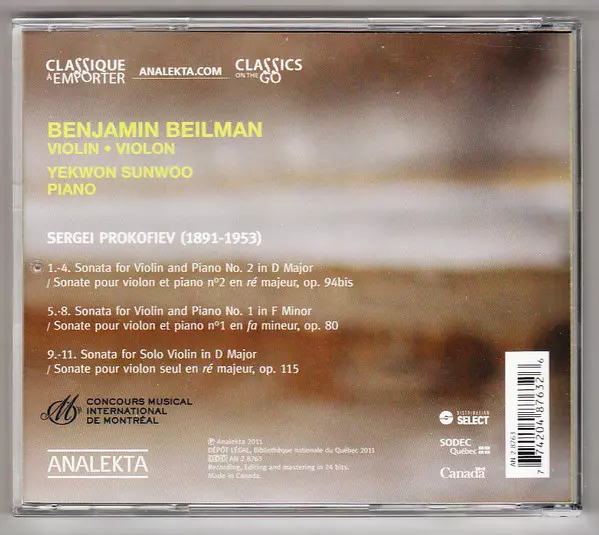 CLASSIQUE
À EMPORTER
ANALEKTA.COM
CLASSICS
ON THE GO
BENJAMIN BEILMAN
VIOLIN • VIOLON
YEKWON SUNWOO
PIANO
SERGEI PROKOFIEV (1891-1953)
1.-4. Sonata for Violin and Piano No. 2 in D Major
/ Sonate pour violon et piano nº2 en ré majeur, op. 94bis
5.-8. Sonata for Violin and Piano No. 1 in F Minor
/ Sonate pour violon et piano nº1 en fa mineur, op. 80
9.-11. Sonata for Solo Violin in D Major
/ Sonate pour violon seul en ré majeur, op. 115
CONCOURS MUSICAL
INTERNATIONAL
DE MONTRÉAL
ANALEKTA
℗ Analekta 2011
DÉPÔT LÉGAL, Bibliothèque nationale du Québec 2011
DDD AN 2 8763
Recording, Editing and mastering in 24 bits.
Made in Canada.
DISTRIBUTION
SELECT
SODEC
Québec
Canada
7 74204 87632 6
AN 2 8763